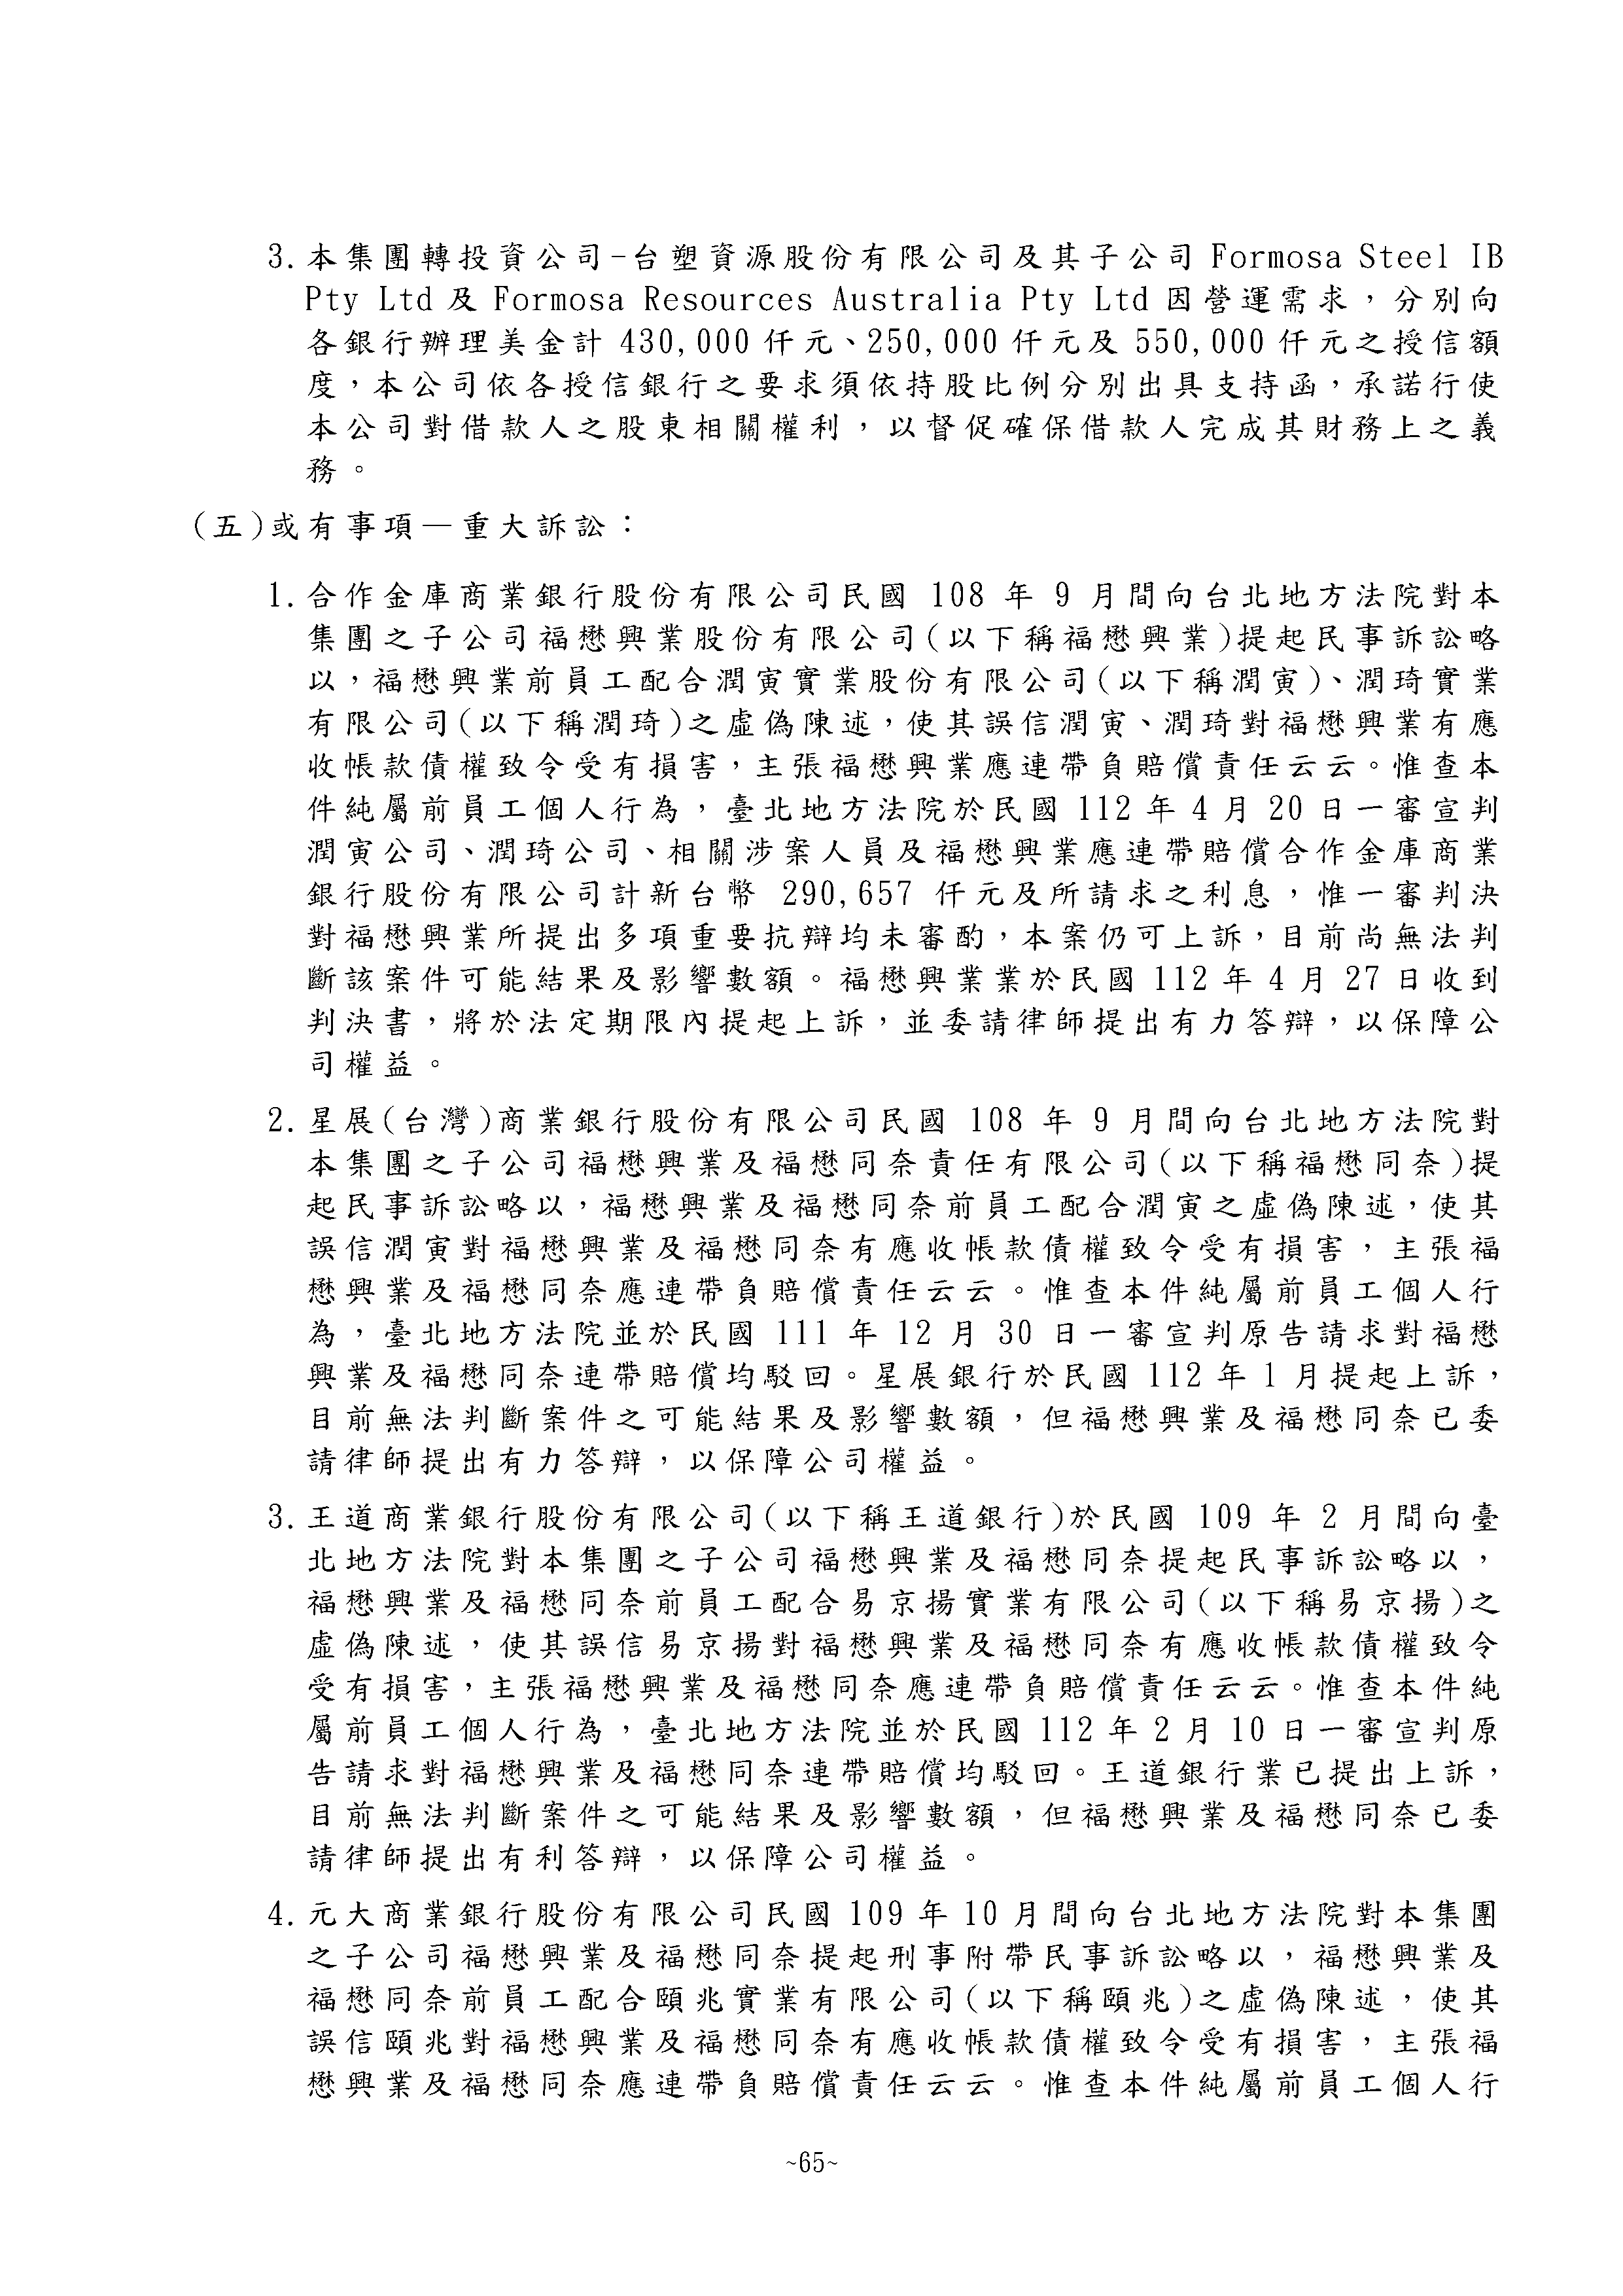 3.本集團轉投資公司-台塑資源股份有限公司及其子公司 Formosa Steel IB
Pty Ltd 及 Formosa Resources Australia Pty Ltd 因營運需求，分別向
各銀行辦理美金計 430,000 仟元、250,000 仟元及 550,000 仟元之授信額
度，本公司依各授信銀行之要求須依持股比例分別出具支持函，承諾行使
本公司對借款人之股東相關權利，以督促確保借款人完成其財務上之義
務。
(五)或有事項—重大訴訟：
1.合作金庫商業銀行股份有限公司民國 108 年 9 月間向台北地方法院對本
集團之子公司福懋興業股份有限公司(以下稱福懋興業)提起民事訴訟略
以，福懋興業前員工配合潤寅實業股份有限公司(以下稱潤寅)、潤琦實業
有限公司(以下稱潤琦)之虛偽陳述，使其誤信潤寅、潤琦對福懋興業有應
收帳款債權致令受有損害，主張福懋興業應連帶負賠償責任云云。惟查本
件純屬前員工個人行為，臺北地方法院於民國 112 年 4 月 20 日一審宣判
潤寅公司、潤琦公司、相關涉案人員及福懋興業應連帶賠償合作金庫商業
銀行股份有限公司計新台幣 290,657 仟元及所請求之利息，惟一審判決
對福懋興業所提出多項重要抗辯均未審酌，本案仍可上訴，目前尚無法判
斷該案件可能結果及影響數額。福懋興業業於民國 112 年 4 月 27 日收到
判決書，將於法定期限內提起上訴，並委請律師提出有力答辯，以保障公
司權益。
2.星展(台灣)商業銀行股份有限公司民國 108 年 9 月間向台北地方法院對
本集團之子公司福懋興業及福懋同奈責任有限公司(以下稱福懋同奈)提
起民事訴訟略以，福懋興業及福懋同奈前員工配合潤寅之虛偽陳述，使其
誤信潤寅對福懋興業及福懋同奈有應收帳款債權致令受有損害，主張福
懋興業及福懋同奈應連帶負賠償責任云云。惟查本件純屬前員工個人行
為，臺北地方法院並於民國 111 年 12 月 30 日一審宣判原告請求對福懋
興業及福懋同奈連帶賠償均駁回。星展銀行於民國 112 年 1 月提起上訴，
目前無法判斷案件之可能結果及影響數額，但福懋興業及福懋同奈已委
請律師提出有力答辯，以保障公司權益。
3.王道商業銀行股份有限公司(以下稱王道銀行)於民國 109 年 2 月間向臺
北地方法院對本集團之子公司福懋興業及福懋同奈提起民事訴訟略以，
福懋興業及福懋同奈前員工配合易京揚實業有限公司(以下稱易京揚)之
虛偽陳述，使其誤信易京揚對福懋興業及福懋同奈有應收帳款債權致令
受有損害，主張福懋興業及福懋同奈應連帶負賠償責任云云。惟查本件純
屬前員工個人行為，臺北地方法院並於民國 112 年 2 月 10 日一審宣判原
告請求對福懋興業及福懋同奈連帶賠償均駁回。王道銀行業已提出上訴，
目前無法判斷案件之可能結果及影響數額，但福懋興業及福懋同奈已委
請律師提出有利答辯，以保障公司權益。
4.元大商業銀行股份有限公司民國 109 年 10 月間向台北地方法院對本集團
之子公司福懋興業及福懋同奈提起刑事附帶民事訴訟略以，福懋興業及
福懋同奈前員工配合頤兆實業有限公司(以下稱頤兆)之虛偽陳述，使其
誤信頤兆對福懋興業及福懋同奈有應收帳款債權致令受有損害，主張福
懋興業及福懋同奈應連帶負賠償責任云云。惟查本件純屬前員工個人行
~65~